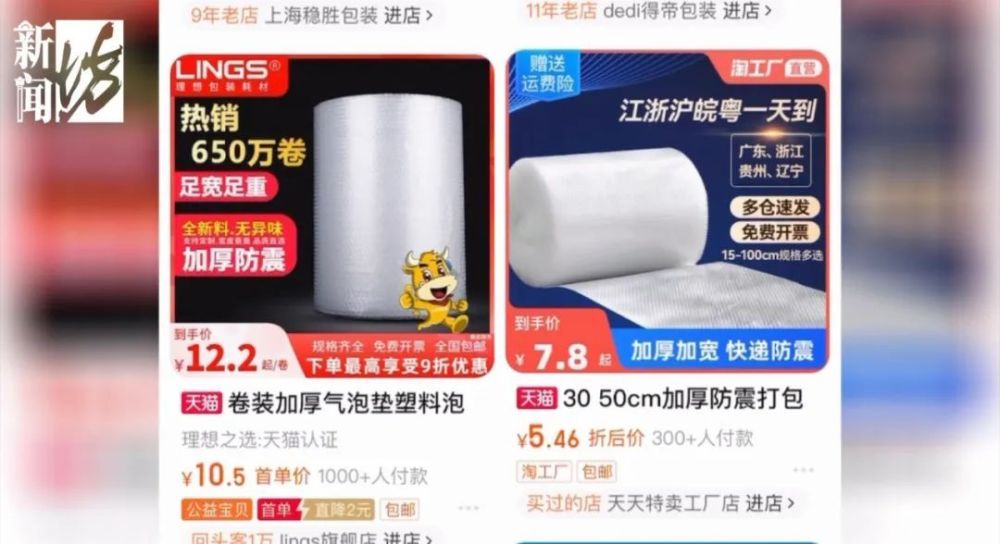 新闻坊
9年老店 上海稳胜包装 进店>
11年老店 dedi得帝包装 进店>
LINGS®
理想包装耗材
热销
650万卷
足宽足重
全新料.无异味
加厚防震
到手价
¥12.2起/卷
规格齐全 免费开票 全国包邮
下单最高享受9折优惠
天猫 卷装加厚气泡垫塑料泡
理想之选:天猫认证
¥10.5 首单价 1000+人付款
公益宝贝 首单 直降2元 包邮
回头客1万 lings旗舰店 进店>
赠送
运费险
淘工厂 直营
江浙沪皖粤一天到
广东、浙江
贵州、辽宁
多仓速发
免费开票
15-100cm规格多选
到手价
¥7.8起
加厚加宽 快递防震
天猫 30 50cm加厚防震打包
¥5.46 折后价 300+人付款
淘工厂 包邮
买过的店 天天特卖工厂店 进店>